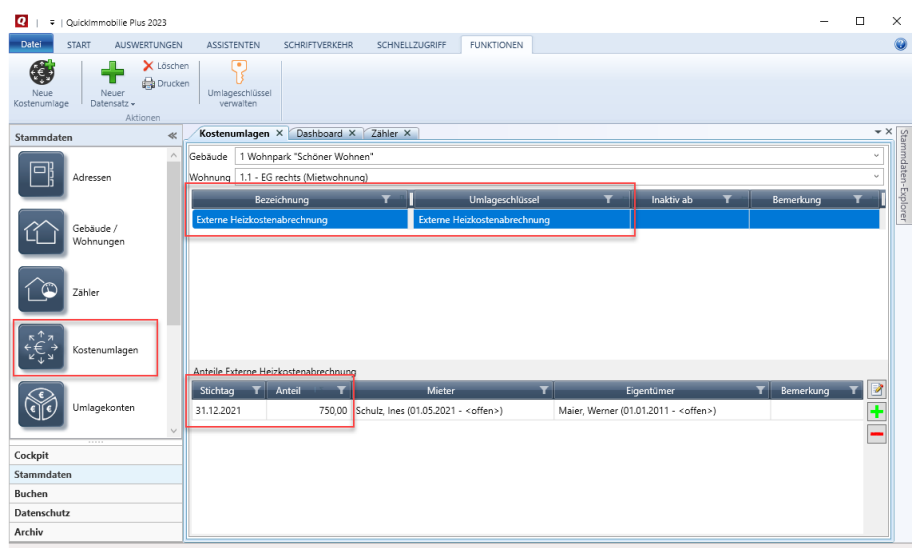 QuickImmobilie Plus 2023
Datei START AUSWERTUNGEN ASSISTENTEN SCHRIFTVERKEHR SCHNELLZUGRIFF FUNKTIONEN
Neue
Kostenumlage
Neuer
Datensatz
Löschen
Drucken
Umlageschlüssel
verwalten
Aktionen
Stammdaten
Kostenumlagen Dashboard Zähler
Stammdaten-Explorer
Adressen
Gebäude /
Wohnungen
Zähler
Kostenumlagen
Umlagekonten
Cockpit
Stammdaten
Buchen
Datenschutz
Archiv
Gebäude 1 Wohnpark "Schöner Wohnen"
Wohnung 1.1 - EG rechts (Mietwohnung)
Bezeichnung Umlageschlüssel Inaktiv ab Bemerkung
Externe Heizkostenabrechnung Externe Heizkostenabrechnung
Anteile Externe Heizkostenabrechnung
Stichtag Anteil Mieter Eigentümer Bemerkung
31.12.2021 750,00 Schulz, Ines (01.05.2021 - <offen>) Maier, Werner (01.01.2011 - <offen>)